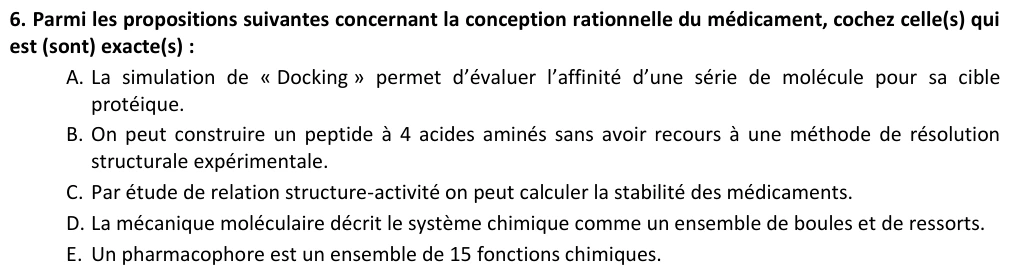 6. Parmi les propositions suivantes concernant la conception rationnelle du médicament, cochez celle(s) qui
est (sont) exacte(s) :
A. La simulation de « Docking » permet d’évaluer l’affinité d’une série de molécule pour sa cible
protéique.
B. On peut construire un peptide à 4 acides aminés sans avoir recours à une méthode de résolution
structurale expérimentale.
C. Par étude de relation structure-activité on peut calculer la stabilité des médicaments.
D. La mécanique moléculaire décrit le système chimique comme un ensemble de boules et de ressorts.
E. Un pharmacophore est un ensemble de 15 fonctions chimiques.